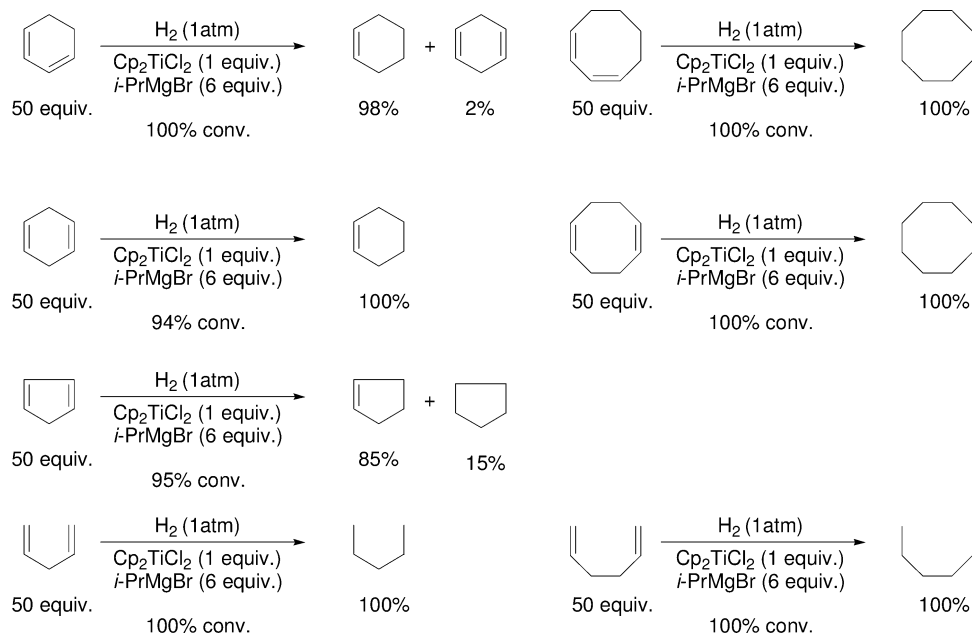 H2 (1atm)
Cp2TiCl2 (1 equiv.)
i-PrMgBr (6 equiv.)
50 equiv.
100% conv.
+
98%
2%
H2 (1atm)
Cp2TiCl2 (1 equiv.)
i-PrMgBr (6 equiv.)
50 equiv.
100% conv.
100%
H2 (1atm)
Cp2TiCl2 (1 equiv.)
i-PrMgBr (6 equiv.)
50 equiv.
94% conv.
100%
H2 (1atm)
Cp2TiCl2 (1 equiv.)
i-PrMgBr (6 equiv.)
50 equiv.
100% conv.
100%
H2 (1atm)
Cp2TiCl2 (1 equiv.)
i-PrMgBr (6 equiv.)
50 equiv.
95% conv.
+
85%
15%
H2 (1atm)
Cp2TiCl2 (1 equiv.)
i-PrMgBr (6 equiv.)
50 equiv.
100% conv.
100%
H2 (1atm)
Cp2TiCl2 (1 equiv.)
i-PrMgBr (6 equiv.)
50 equiv.
100% conv.
100%